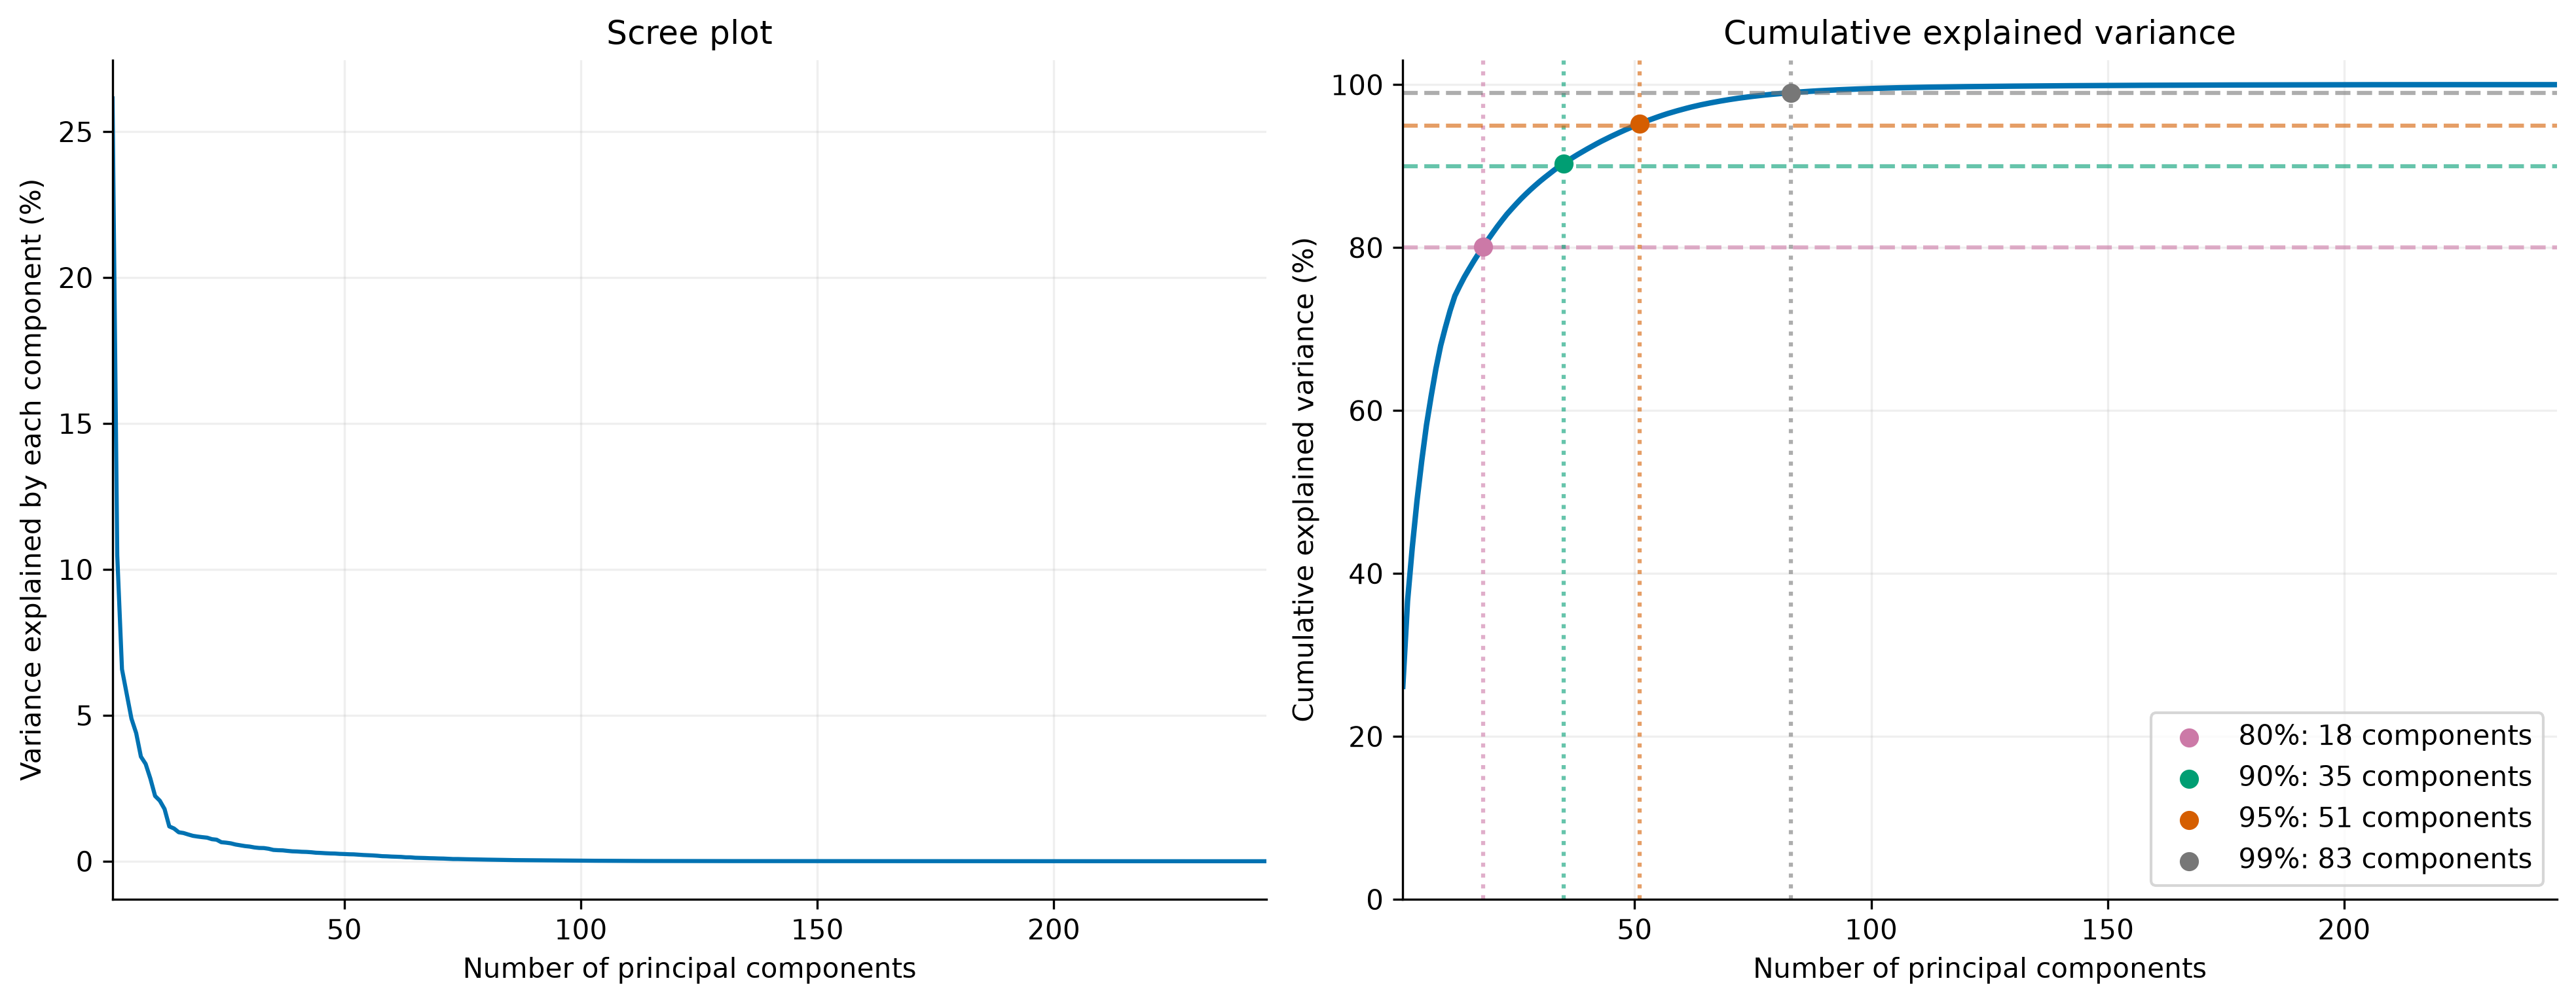 Scree plot
Variance explained by each component (%)
25
20
15
10
5
0
50
100
150
200
Number of principal components
Cumulative explained variance
Cumulative explained variance (%)
100
80
60
40
20
0
50
100
150
200
Number of principal components
80%: 18 components
90%: 35 components
95%: 51 components
99%: 83 components